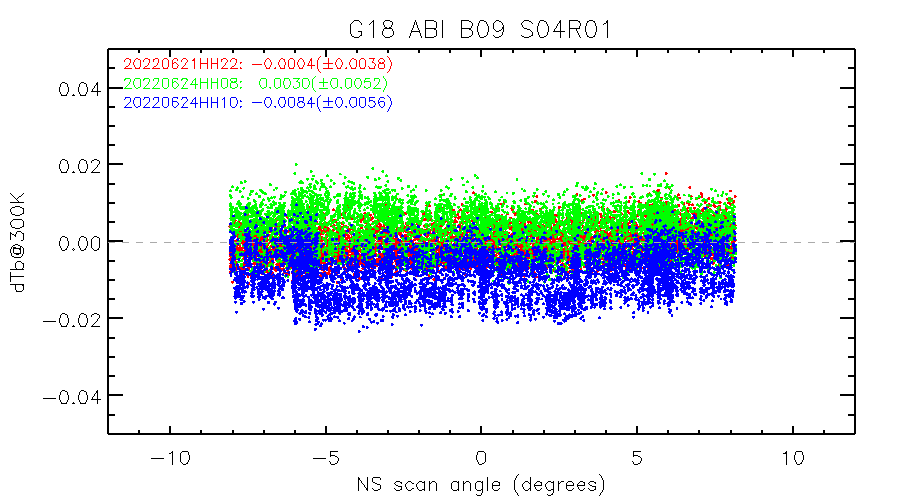 G18 ABI B09 S04R01
20220621HH22: −0.0004(±0.0038)
20220624HH08: 0.0030(±0.0052)
20220624HH10: −0.0084(±0.0056)
0.04
0.02
0.00
−0.02
−0.04
dTb@300K
−10 −5 0 5 10
NS scan angle (degrees)